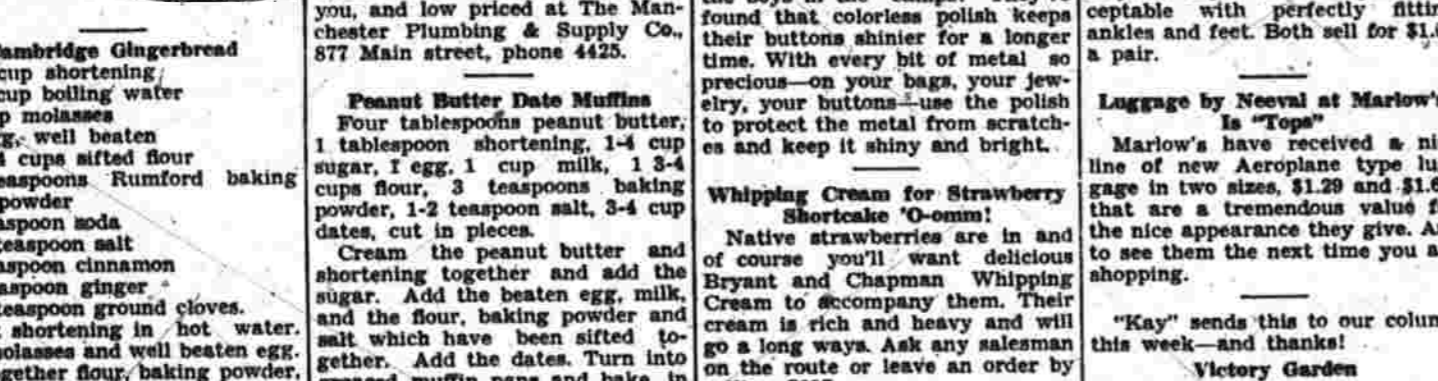 Cambridge Gingerbread
cup shortening
cup boiling water
p molasses
g, well beaten
4 cups sifted flour
easpoons Rumford baking
powder
aspoon soda
teaspoon salt
aspoon cinnamon
aspoon ginger
teaspoon ground cloves.
shortening in hot water.
olasses and well beaten egg.
gether flour, baking powder,
you, and low priced at The Man-
chester Plumbing & Supply Co.,
877 Main street, phone 4425.
Peanut Butter Date Muffins
Four tablespoons peanut butter,
1 tablespoon shortening, 1-4 cup
sugar, 1 egg, 1 cup milk, 1 3-4
cups flour, 3 teaspoons baking
powder, 1-2 teaspoon salt, 3-4 cup
dates, cut in pieces.
Cream the peanut butter and
shortening together and add the
sugar. Add the beaten egg, milk,
and the flour, baking powder and
salt which have been sifted to-
gether. Add the dates. Turn into
greased muffin pans and bake in
found that colorless polish keeps
their buttons shinier for a longer
time. With every bit of metal so
precious—on your bags, your jew-
elry, your buttons—use the polish
to protect the metal from scratch-
es and keep it shiny and bright.
Whipping Cream for Strawberry
Shortcake 'O-omm!
Native strawberries are in and
of course you'll want delicious
Bryant and Chapman Whipping
Cream to accompany them. Their
cream is rich and heavy and will
go a long ways. Ask any salesman
on the route or leave an order by
ceptable with perfectly fittin
ankles and feet. Both sell for $1.
a pair.
Luggage by Neeval at Marlow's
Is "Tops"
Marlow's have received a ni
line of new Aeroplane type lu
gage in two sizes, $1.29 and $1.6
that are a tremendous value f
the nice appearance they give. A
to see them the next time you a
shopping.
"Kay" sends this to our colum
this week—and thanks!
Victory Garden